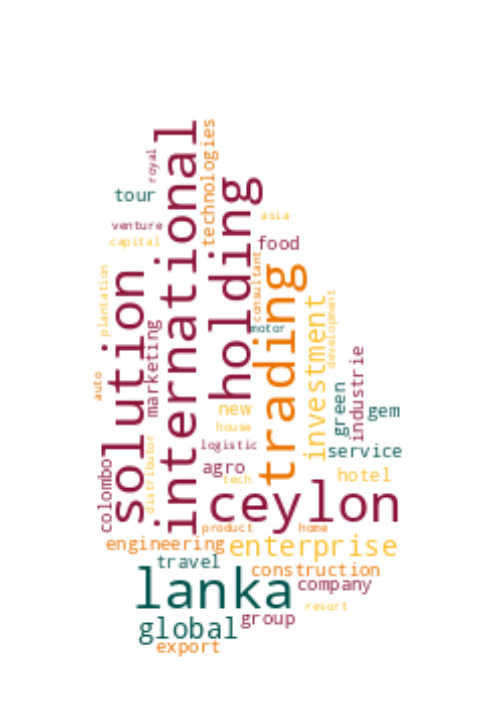 international
technologies
royal
holding
tour
asia
venture
food
capital
consultant
trading
plantation
solution
investment
development
marketing
motor
industrie
auto
green
new
gem
house
distributor
logistic
service
colombo
agro
hotel
tech
ceylon
product
home
engineering
enterprise
travel
construction
lanka
company
resort
global
group
export